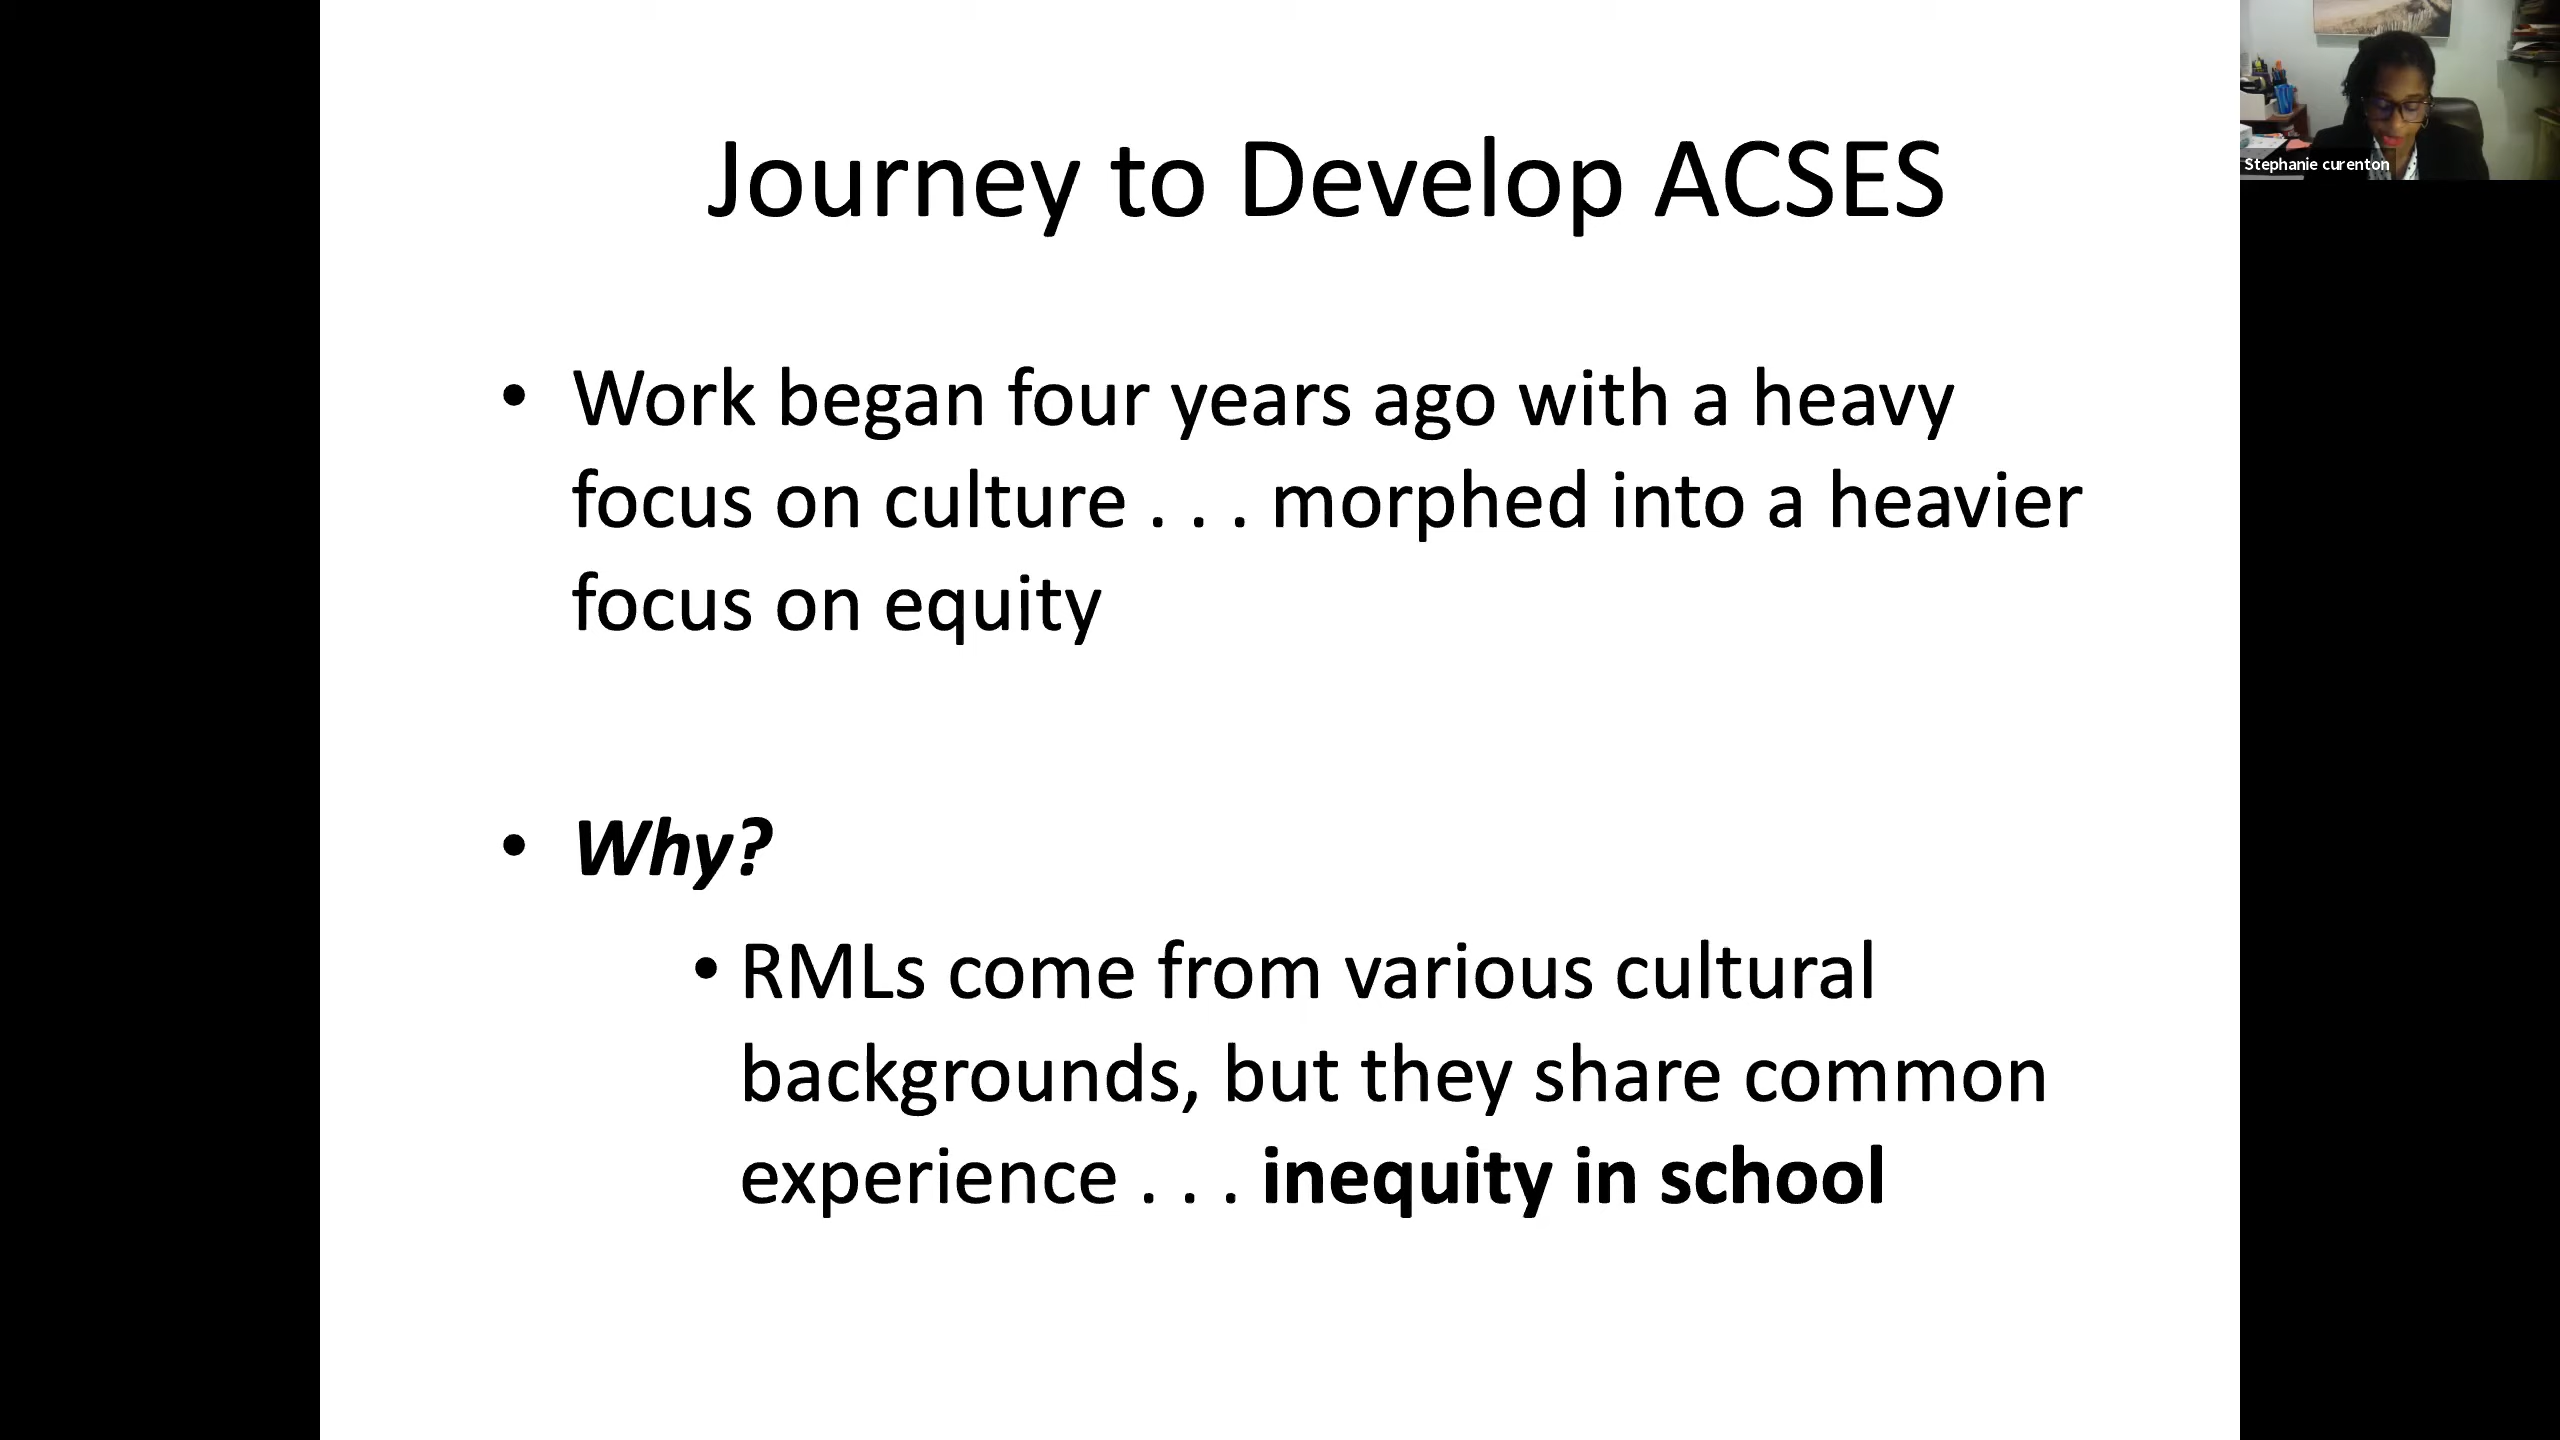 Journey to Develop ACSES
• Work began four years ago with a heavy
focus on culture . . . morphed into a heavier
focus on equity
• Why?
• RMLs come from various cultural
backgrounds, but they share common
experience . . . inequity in school
Stephanie curenton